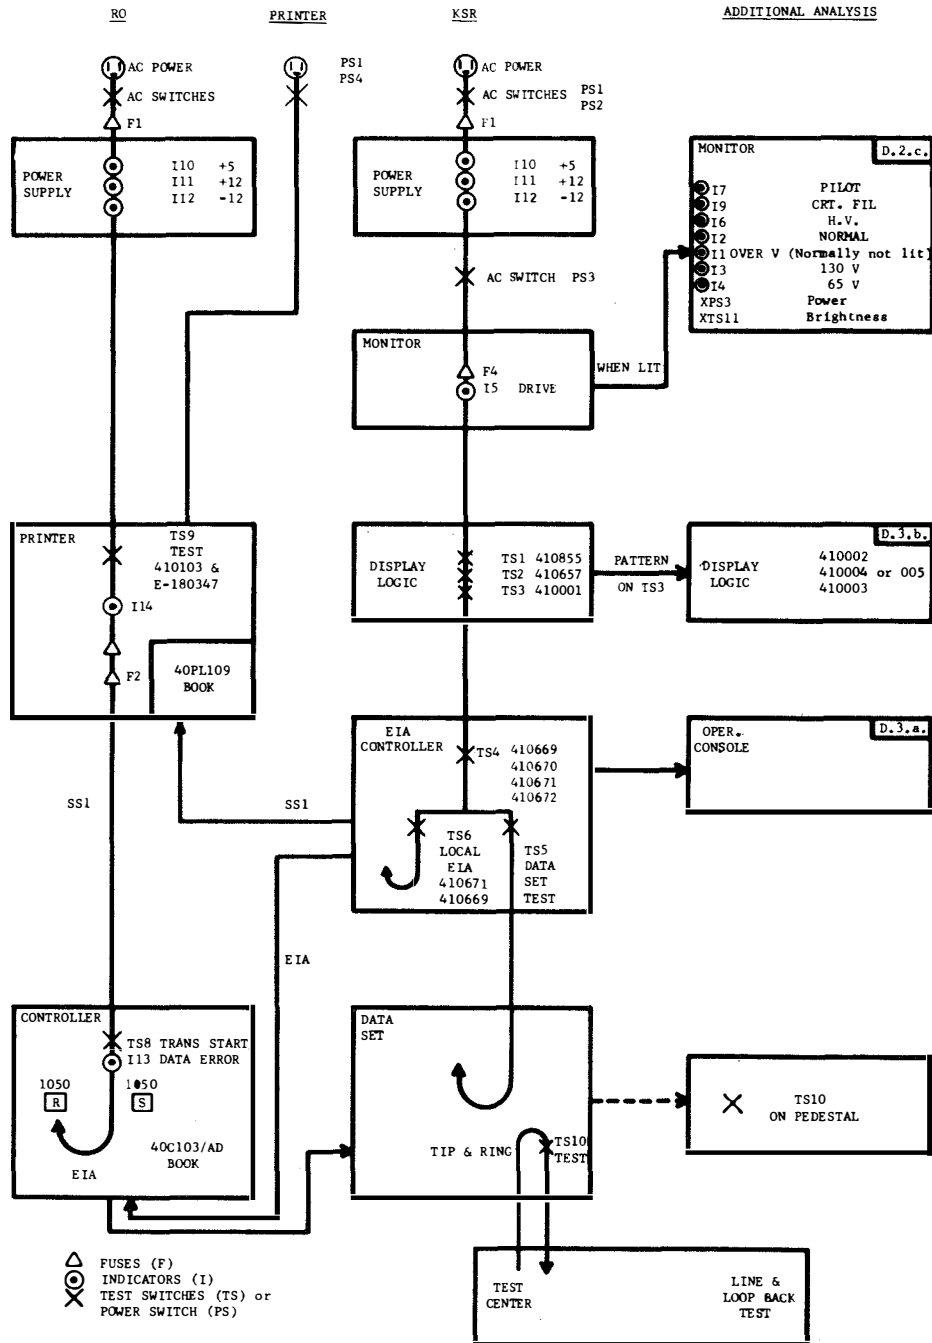 RO
PRINTER
KSR
ADDITIONAL ANALYSIS
AC POWER
PS1
PS4
AC POWER
AC SWITCHES
AC SWITCHES PS1
PS2
F1
F1
POWER
SUPPLY
I10 +5
I11 +12
I12 -12
POWER
SUPPLY
I10 +5
I11 +12
I12 -12
MONITOR
D.2.c.
I7 PILOT
I9 CRT. FIL
I6 H.V.
I2 NORMAL
I1 OVER V (Normally not lit)
I3 130 V
I4 65 V
XPS3 Power
XTS11 Brightness
AC SWITCH PS3
MONITOR
F4
I5 DRIVE
WHEN LIT
PRINTER
TS9
TEST
410103 &
E-180347
I14
F2
40PL109
BOOK
DISPLAY
LOGIC
TS1 410855
TS2 410657
TS3 410001
PATTERN
ON TS3
D.3.b.
DISPLAY
LOGIC
410002
410004 or 005
410003
EIA
CONTROLLER
TS4 410669
410670
410671
410672
TS6
LOCAL
EIA
410671
410669
TS5
DATA
SET
TEST
OPER.
CONSOLE
D.3.a.
SS1
SS1
EIA
CONTROLLER
TS8 TRANS START
I13 DATA ERROR
1050
R
1050
S
40C103/AD
BOOK
EIA
DATA
SET
TIP & RING
TS10
TEST
TS10
ON PEDESTAL
FUSES (F)
INDICATORS (I)
TEST SWITCHES (TS) or
POWER SWITCH (PS)
TEST
CENTER
LINE &
LOOP BACK
TEST